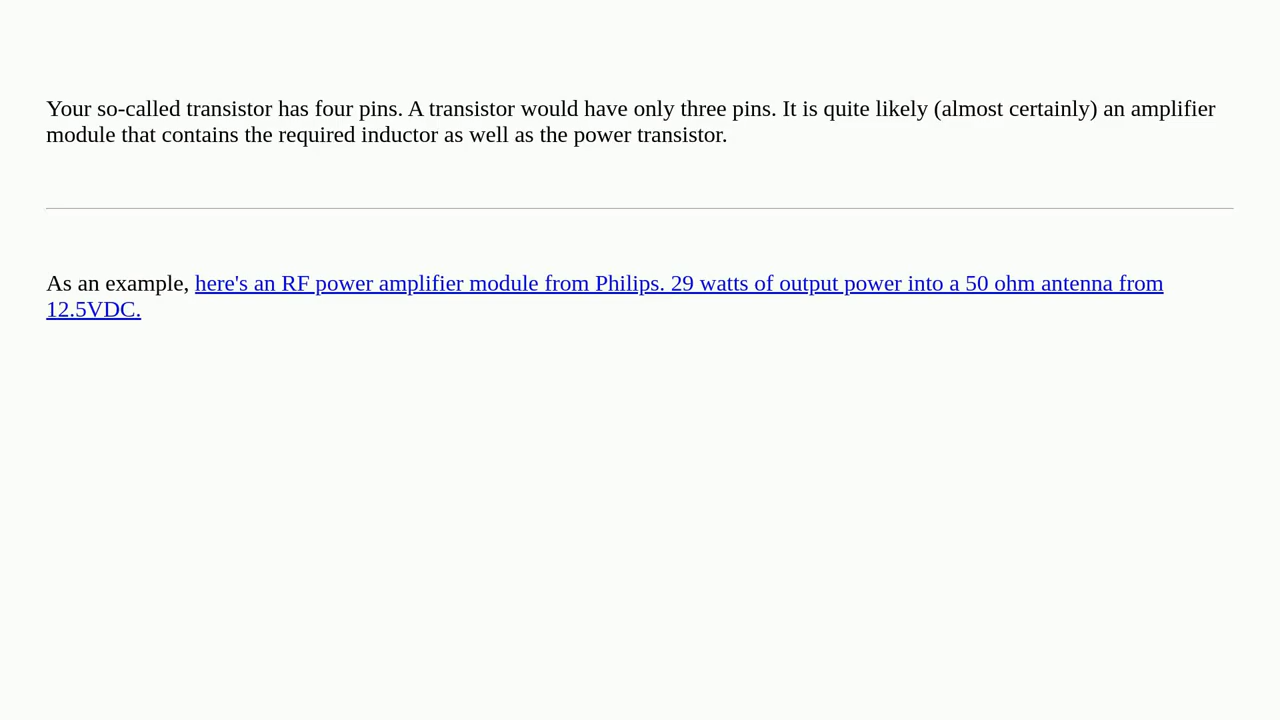 Your so-called transistor has four pins. A transistor would have only three pins. It is quite likely (almost certainly) an amplifier
module that contains the required inductor as well as the power transistor.
As an example, here's an RF power amplifier module from Philips. 29 watts of output power into a 50 ohm antenna from
12.5VDC.